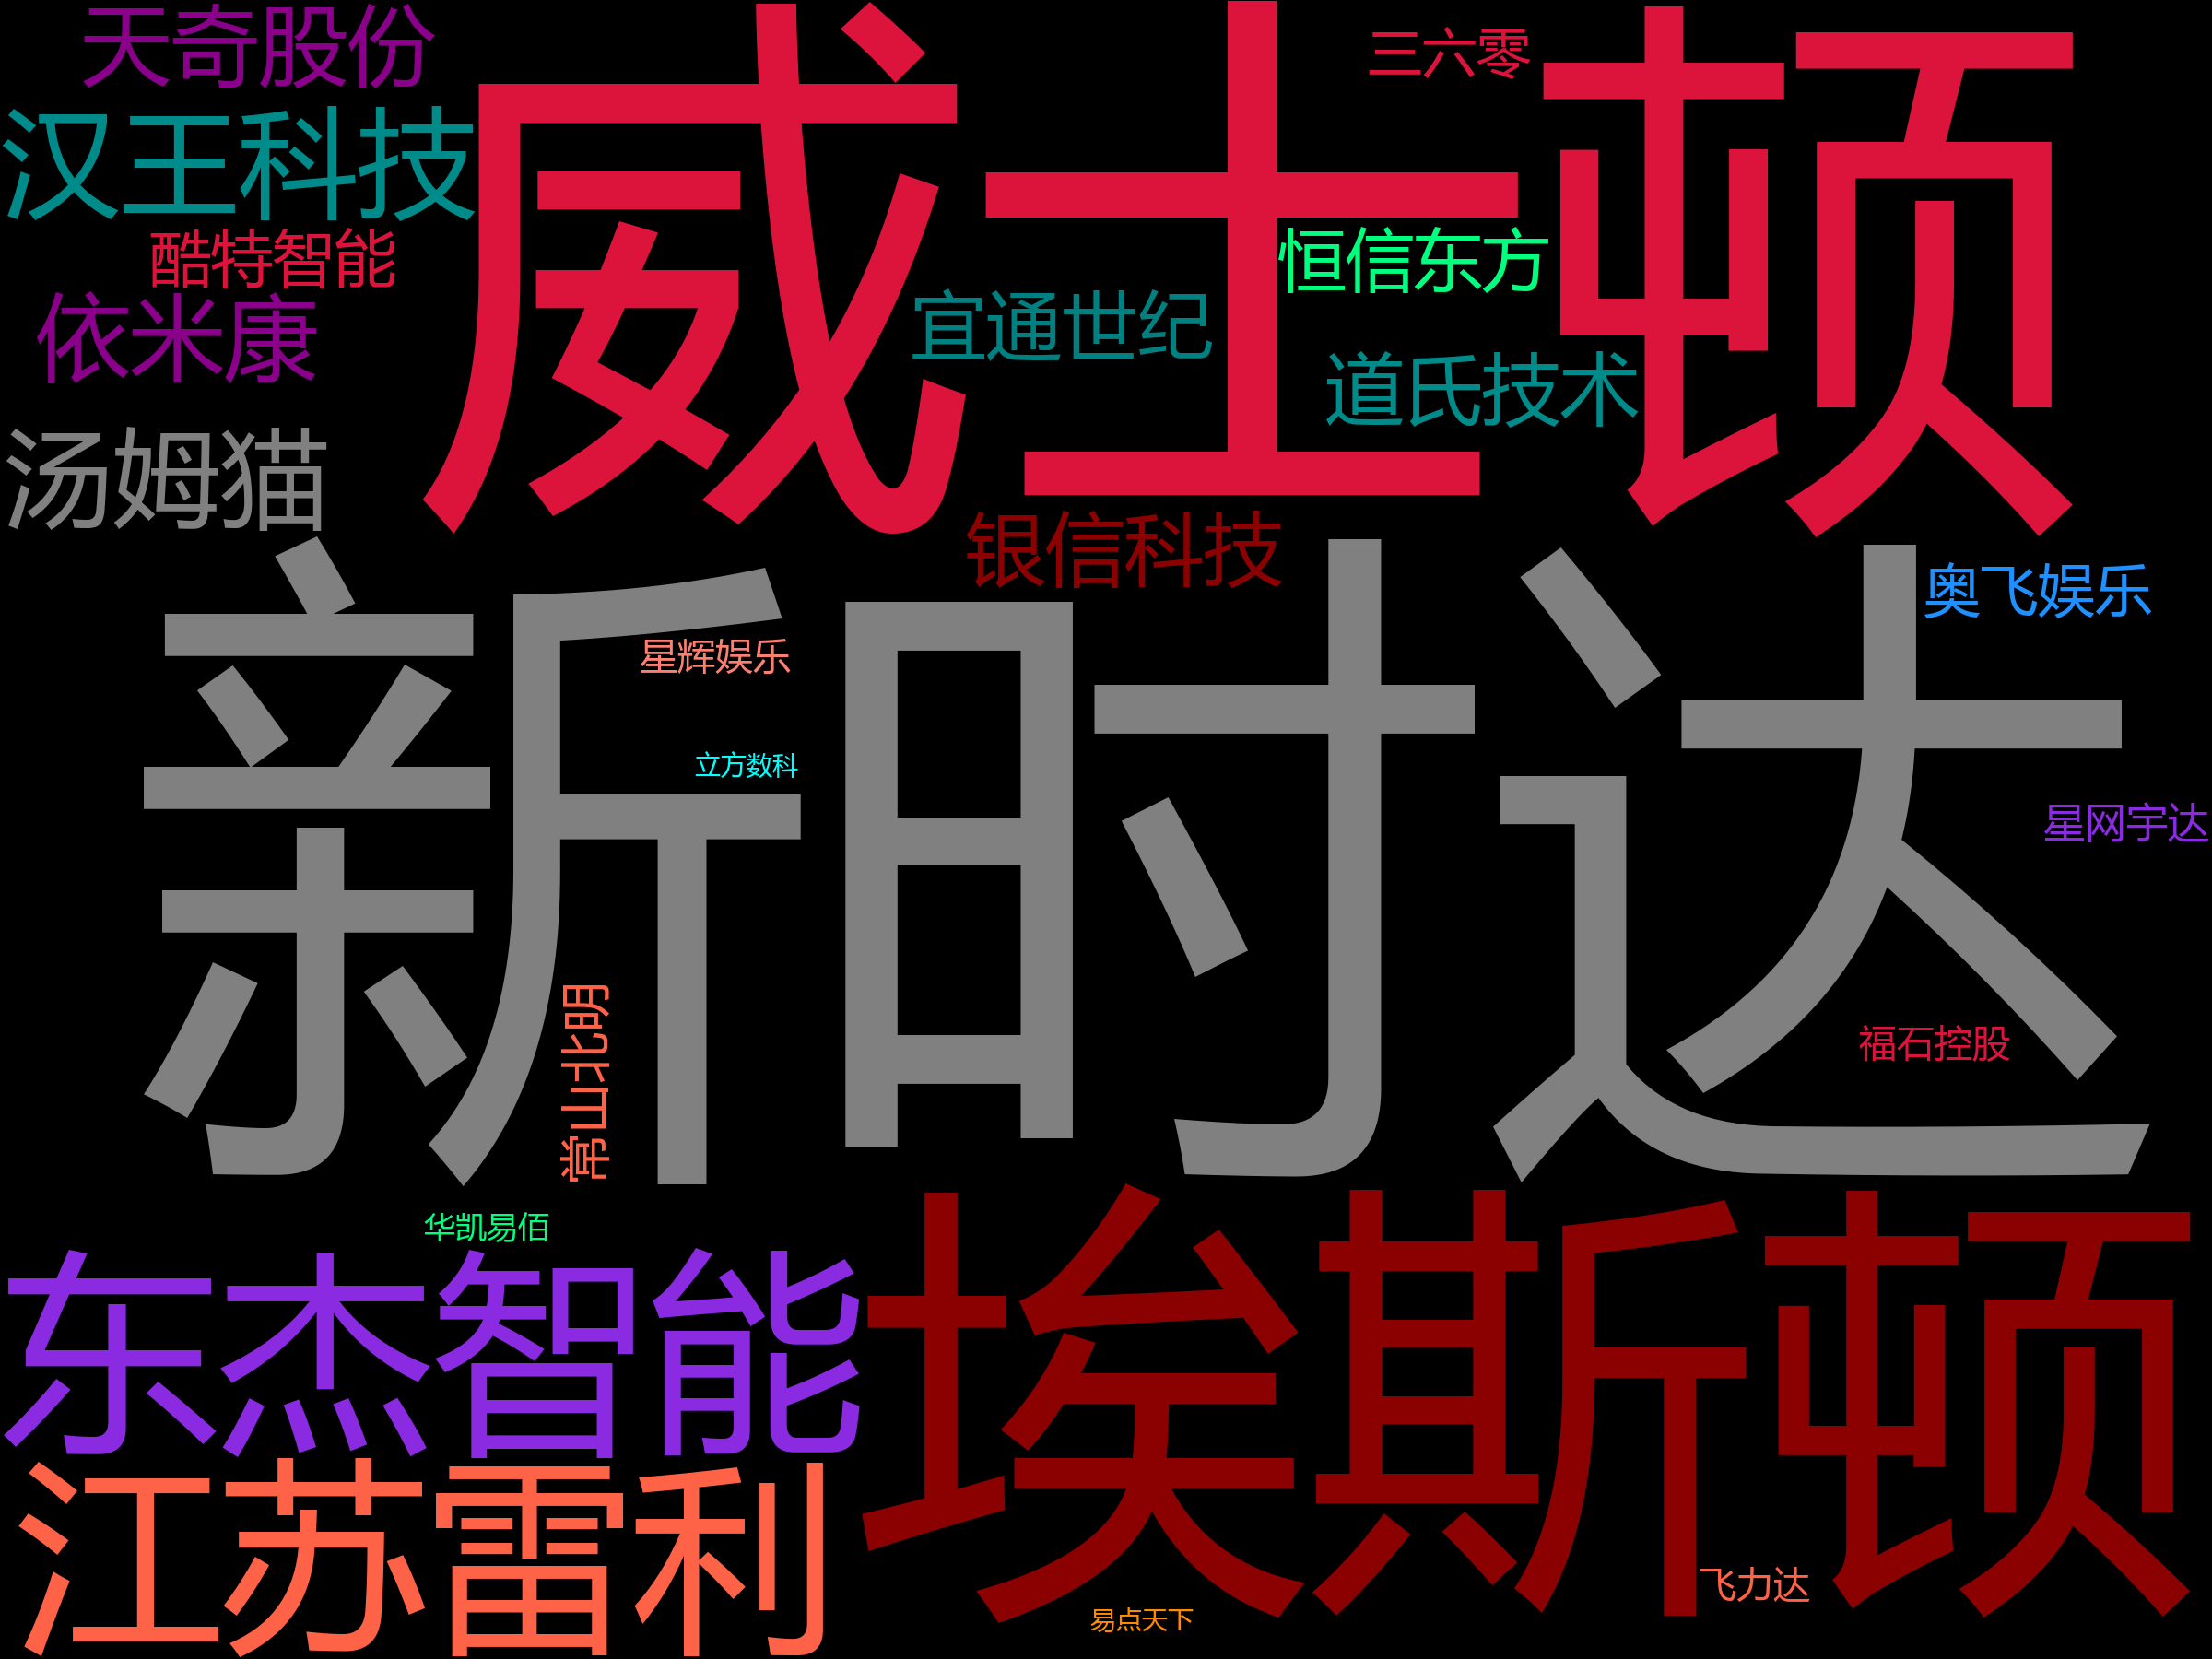 天奇股份
三六零
威士顿
汉王科技
酷特智能
恒信东方
依米康
宜通世纪
道氏技术
汤姆猫
银信科技
奥飞娱乐
新时达
星辉娱乐
立方数科
星网宇达
常山北明
福石控股
华凯易佰
东杰智能
埃斯顿
江苏雷利
飞力达
易点天下